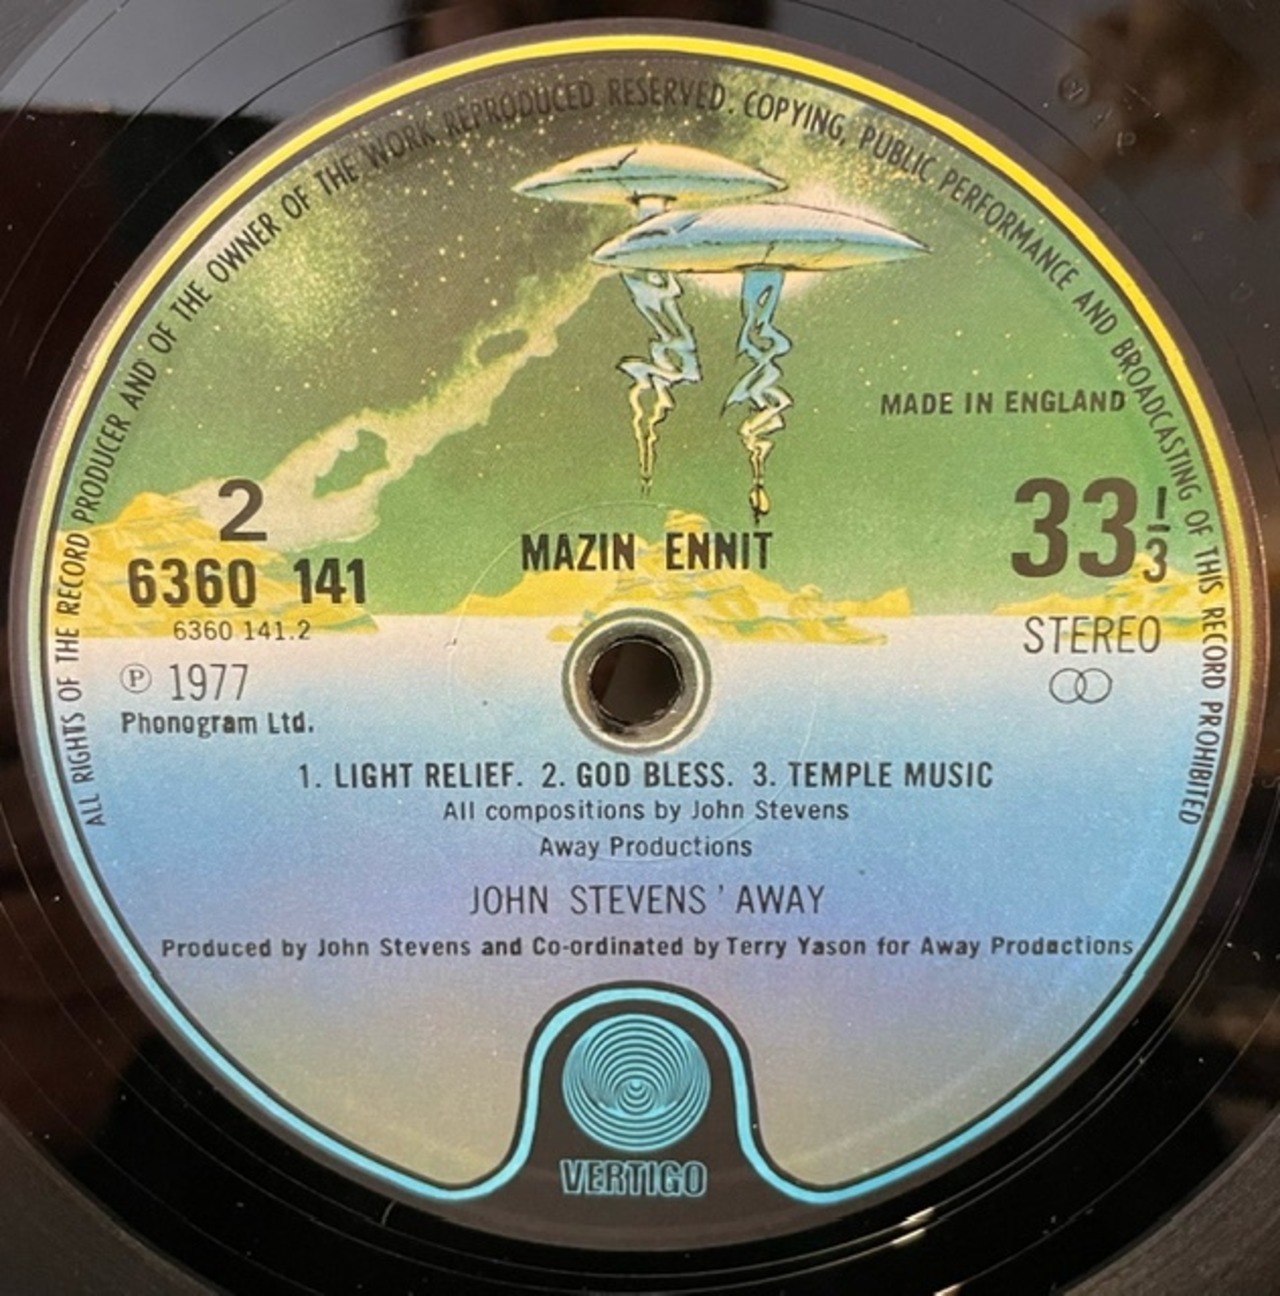 ALL RIGHTS OF THE RECORD PRODUCER AND OF THE OWNER OF THE WORK REPRODUCED RESERVED. COPYING, PUBLIC PERFORMANCE AND BROADCASTING OF THIS RECORD PROHIBITED
MADE IN ENGLAND
2
6360 141
6360 141.2
Ⓟ 1977
Phonogram Ltd.
MAZIN ENNIT
33 1/3
STEREO
1. LIGHT RELIEF. 2. GOD BLESS. 3. TEMPLE MUSIC
All compositions by John Stevens
Away Productions
JOHN STEVENS ' AWAY
Produced by John Stevens and Co-ordinated by Terry Yason for Away Productions
VERTIGO